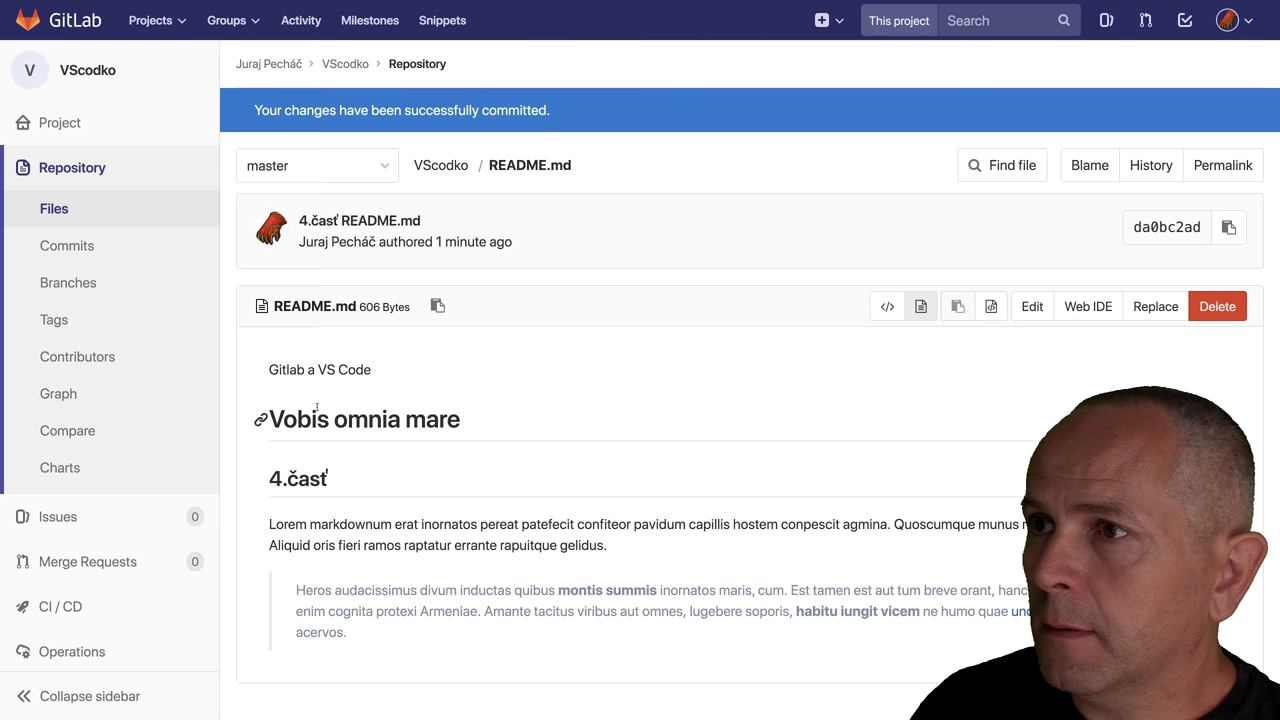 GitLab Projects Groups Activity Milestones Snippets This project Search
V VScodko
Juraj Pecháč > VScodko > Repository
Your changes have been successfully committed.
Project
Repository
Files
Commits
Branches
Tags
Contributors
Graph
Compare
Charts
Issues 0
Merge Requests 0
CI / CD
Operations
Collapse sidebar
master VScodko / README.md Find file Blame History Permalink
4.časť README.md
Juraj Pecháč authored 1 minute ago
da0bc2ad
README.md 606 Bytes </> Edit Web IDE Replace Delete
Gitlab a VS Code
Vobis omnia mare
4.časť
Lorem markdownum erat inornatos pereat patefecit confiteor pavidum capillis hostem conpescit agmina. Quoscumque munus
Aliquid oris fieri ramos raptatur errante rapuitque gelidus.
Heros audacissimus divum inductas quibus montis summis inornatos maris, cum. Est tamen est aut tum breve orant, hanc
enim cognita protexi Armeniae. Amante tacitus viribus aut omnes, lugebere soporis, habitu iungit vicem ne humo quae
acervos.